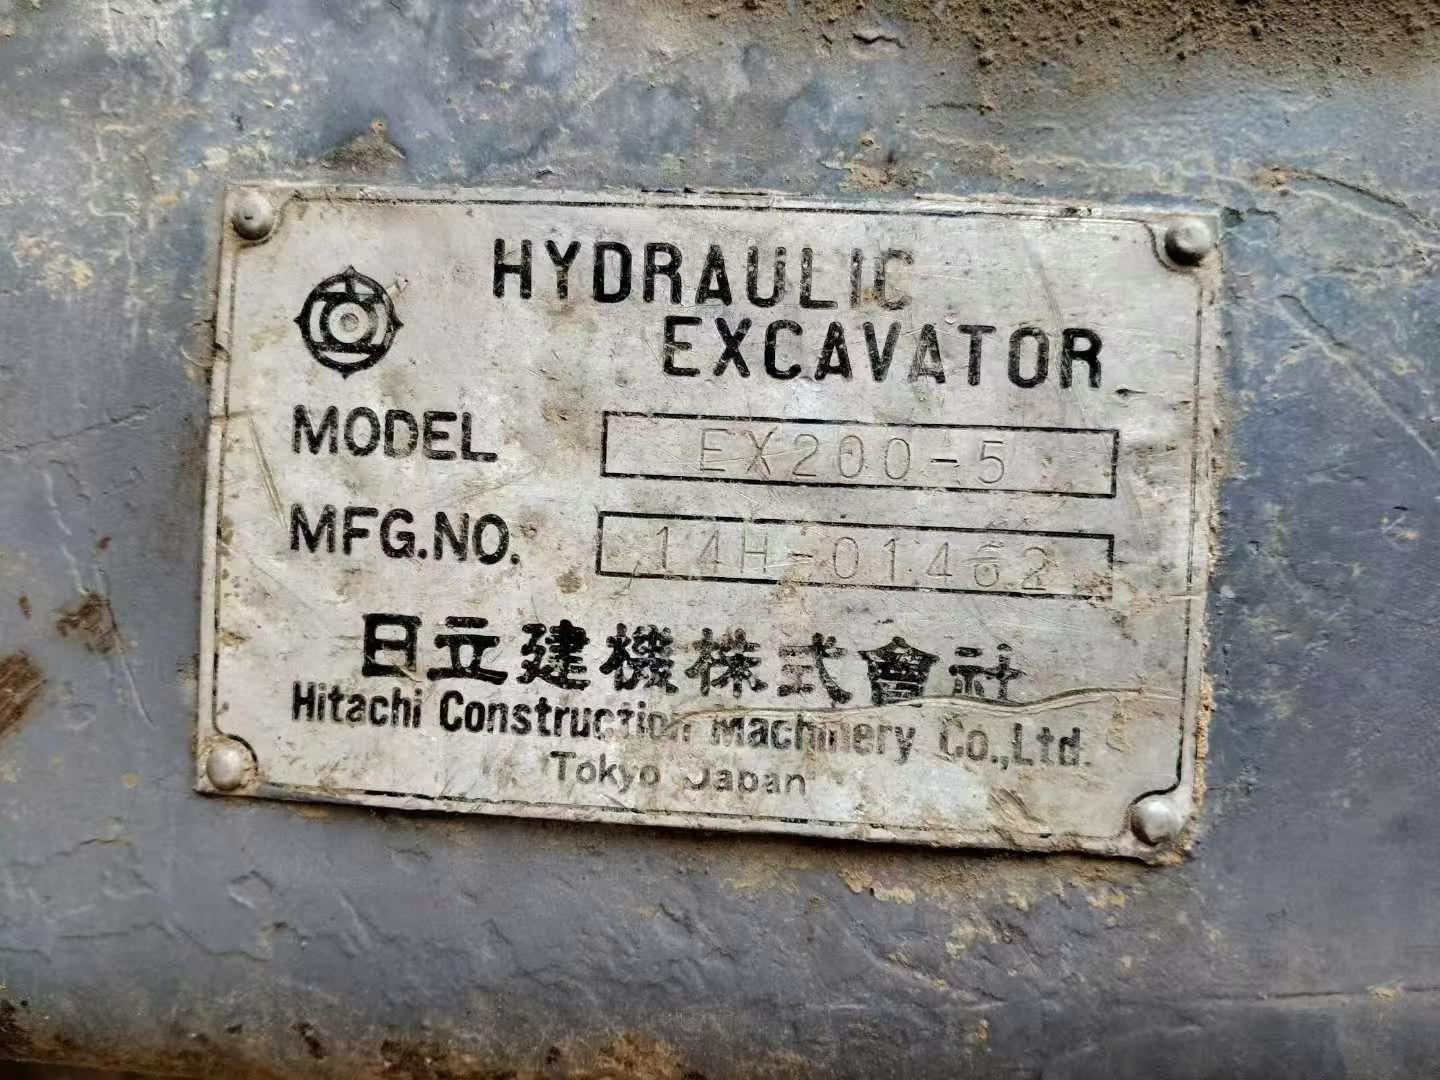 HYDRAULIC
EXCAVATOR
MODEL EX200-5
MFG.NO.
日立建機株式會社
Hitachi Construction Machinery Co.,Ltd.
Tokyo Japan